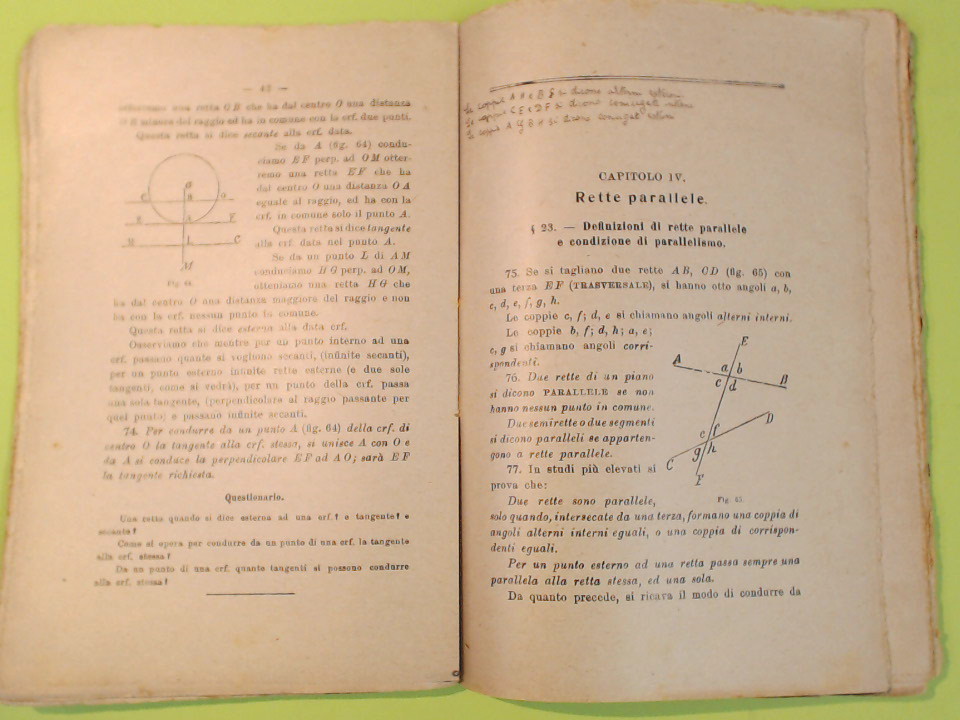 che ha dal centro O una distanza
del raggio ed ha in comune con la crf. due punti.
Questa retta si dice secante alla crf. data.
Se da A (fig. 64) condu-
ciamo EF perp. ad OM otter-
remo una retta EF che ha
dal centro O una distanza OA
eguale al raggio, ed ha con la
crf. in comune solo il punto A.
Questa retta si dice tangente
alla crf. data nel punto A.
Se da un punto L di AM
conduciamo HG perp. ad OM,
otteniamo una retta HG che
ha dal centro O una distanza maggiore del raggio e non
ha con la crf. nessun punto in comune.
Questa retta si dice esterna alla data crf.
Osserviamo che mentre per un punto interno ad una
crf. passano quante si vogliono secanti, (infinite secanti),
per un punto esterno infinite rette esterne (e due sole
tangenti, come si vedrà), per un punto della crf. passa
una sola tangente, (perpendicolare al raggio passante per
quel punto) e passano infinite secanti.
74. Per condurre da un punto A (fig. 64) della crf. di
centro O la tangente alla crf. stessa, si unisce A con O e
da A si conduce la perpendicolare EF ad AO; sarà EF
la tangente richiesta.
Questionario.
Una retta quando si dice esterna ad una crf.? e tangente? e
secante?
Come si opera per condurre da un punto di una crf. la tangente
alla crf. stessa?
Da un punto di una crf. quante tangenti si possono condurre
alla crf. stessa?
CAPITOLO IV.
Rette parallele.
§ 23. — Definizioni di rette parallele
e condizione di parallelismo.
75. Se si tagliano due rette AB, CD (fig. 65) con
una terza EF (TRASVERSALE), si hanno otto angoli a, b,
c, d, e, f, g, h.
Le coppie c, f; d, e si chiamano angoli alterni interni.
Le coppie b, f; d, h; a, e;
c, g si chiamano angoli corri-
spondenti.
76. Due rette di un piano
si dicono PARALLELE se non
hanno nessun punto in comune.
Due semirette o due segmenti
si dicono paralleli se apparten-
gono a rette parallele.
77. In studi più elevati si
prova che:
E
A
a b
c d
B
D
e f
g h
C
F
Fig. 65.
Due rette sono parallele,
solo quando, intersecate da una terza, formano una coppia di
angoli alterni interni eguali, o una coppia di corrispon-
denti eguali.
Per un punto esterno ad una retta passa sempre una
parallela alla retta stessa, ed una sola.
Da quanto precede, si ricava il modo di condurre da